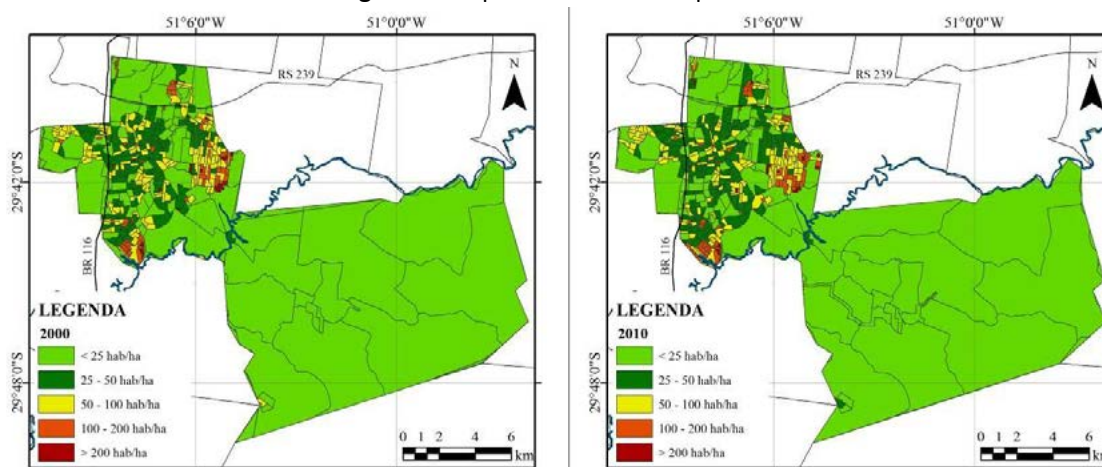 51°6'0"W
51°0'0"W
RS 239
N
29°42'0"S
BR 116
29°48'0"S
LEGENDA
2000
< 25 hab/ha
25 - 50 hab/ha
50 - 100 hab/ha
100 - 200 hab/ha
> 200 hab/ha
0 1 2 4 6
km
51°6'0"W
51°0'0"W
RS 239
N
29°42'0"S
BR 116
29°48'0"S
LEGENDA
2010
< 25 hab/ha
25 - 50 hab/ha
50 - 100 hab/ha
100 - 200 hab/ha
> 200 hab/ha
0 1 2 4 6
km